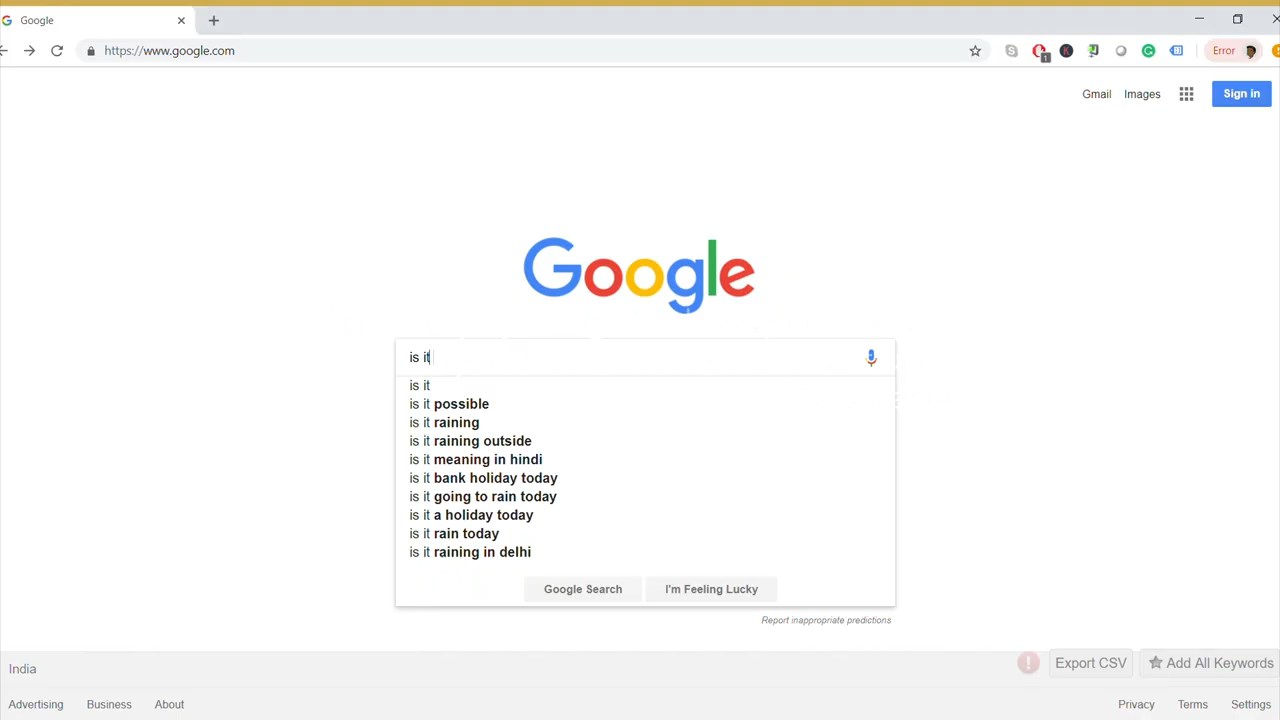 Google
https://www.google.com
1
Error
Gmail Images Sign in
Google
is it
is it
is it possible
is it raining
is it raining outside
is it meaning in hindi
is it bank holiday today
is it going to rain today
is it a holiday today
is it rain today
is it raining in delhi
Google Search I'm Feeling Lucky
Report inappropriate predictions
India
Export CSV Add All Keywords
Advertising Business About Privacy Terms Settings